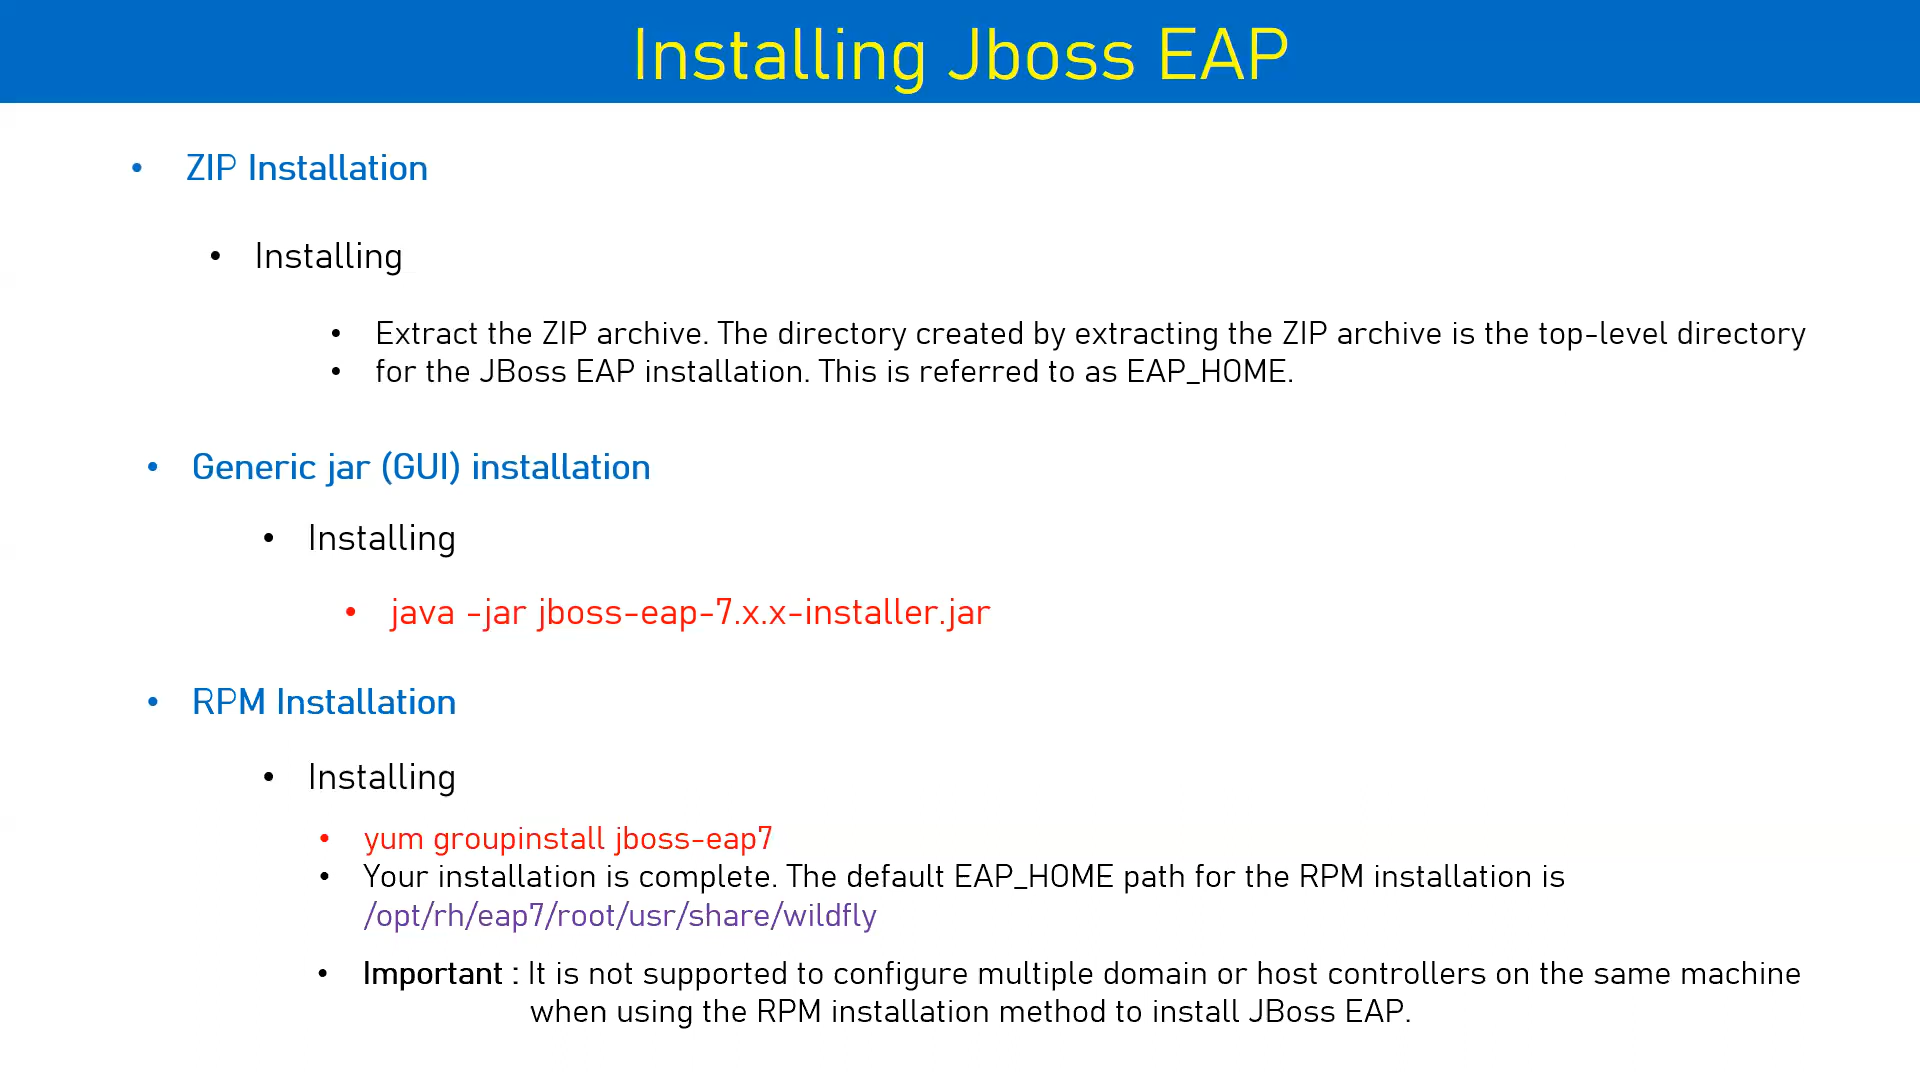 Installing Jboss EAP
• ZIP Installation
• Installing
• Extract the ZIP archive. The directory created by extracting the ZIP archive is the top-level directory
• for the JBoss EAP installation. This is referred to as EAP_HOME.
• Generic jar (GUI) installation
• Installing
• java -jar jboss-eap-7.x.x-installer.jar
• RPM Installation
• Installing
• yum groupinstall jboss-eap7
• Your installation is complete. The default EAP_HOME path for the RPM installation is
/opt/rh/eap7/root/usr/share/wildfly
• Important : It is not supported to configure multiple domain or host controllers on the same machine
when using the RPM installation method to install JBoss EAP.